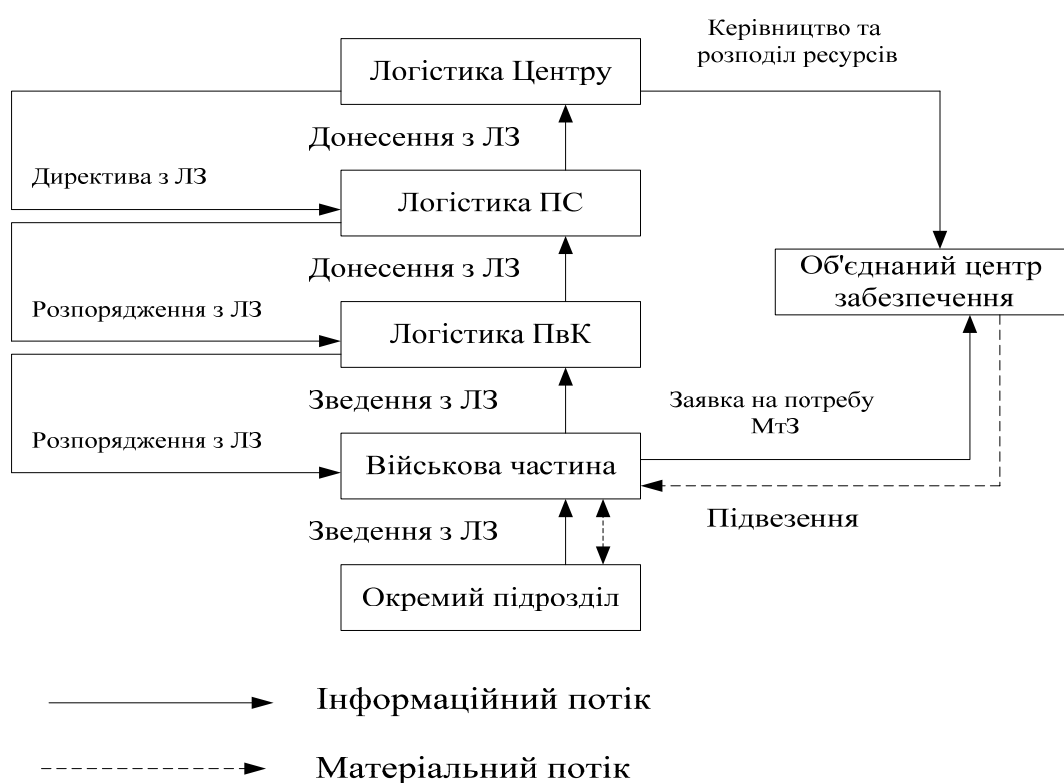 Керівництво та
розподіл ресурсів
Логістика Центру
Донесення з ЛЗ
Директива з ЛЗ
Логістика ПС
Донесення з ЛЗ
Об'єднаний центр
забезпечення
Розпорядження з ЛЗ
Логістика ПвК
Зведення з ЛЗ
Заявка на потребу
МтЗ
Розпорядження з ЛЗ
Військова частина
Підвезення
Зведення з ЛЗ
Окремий підрозділ
Інформаційний потік
Матеріальний потік